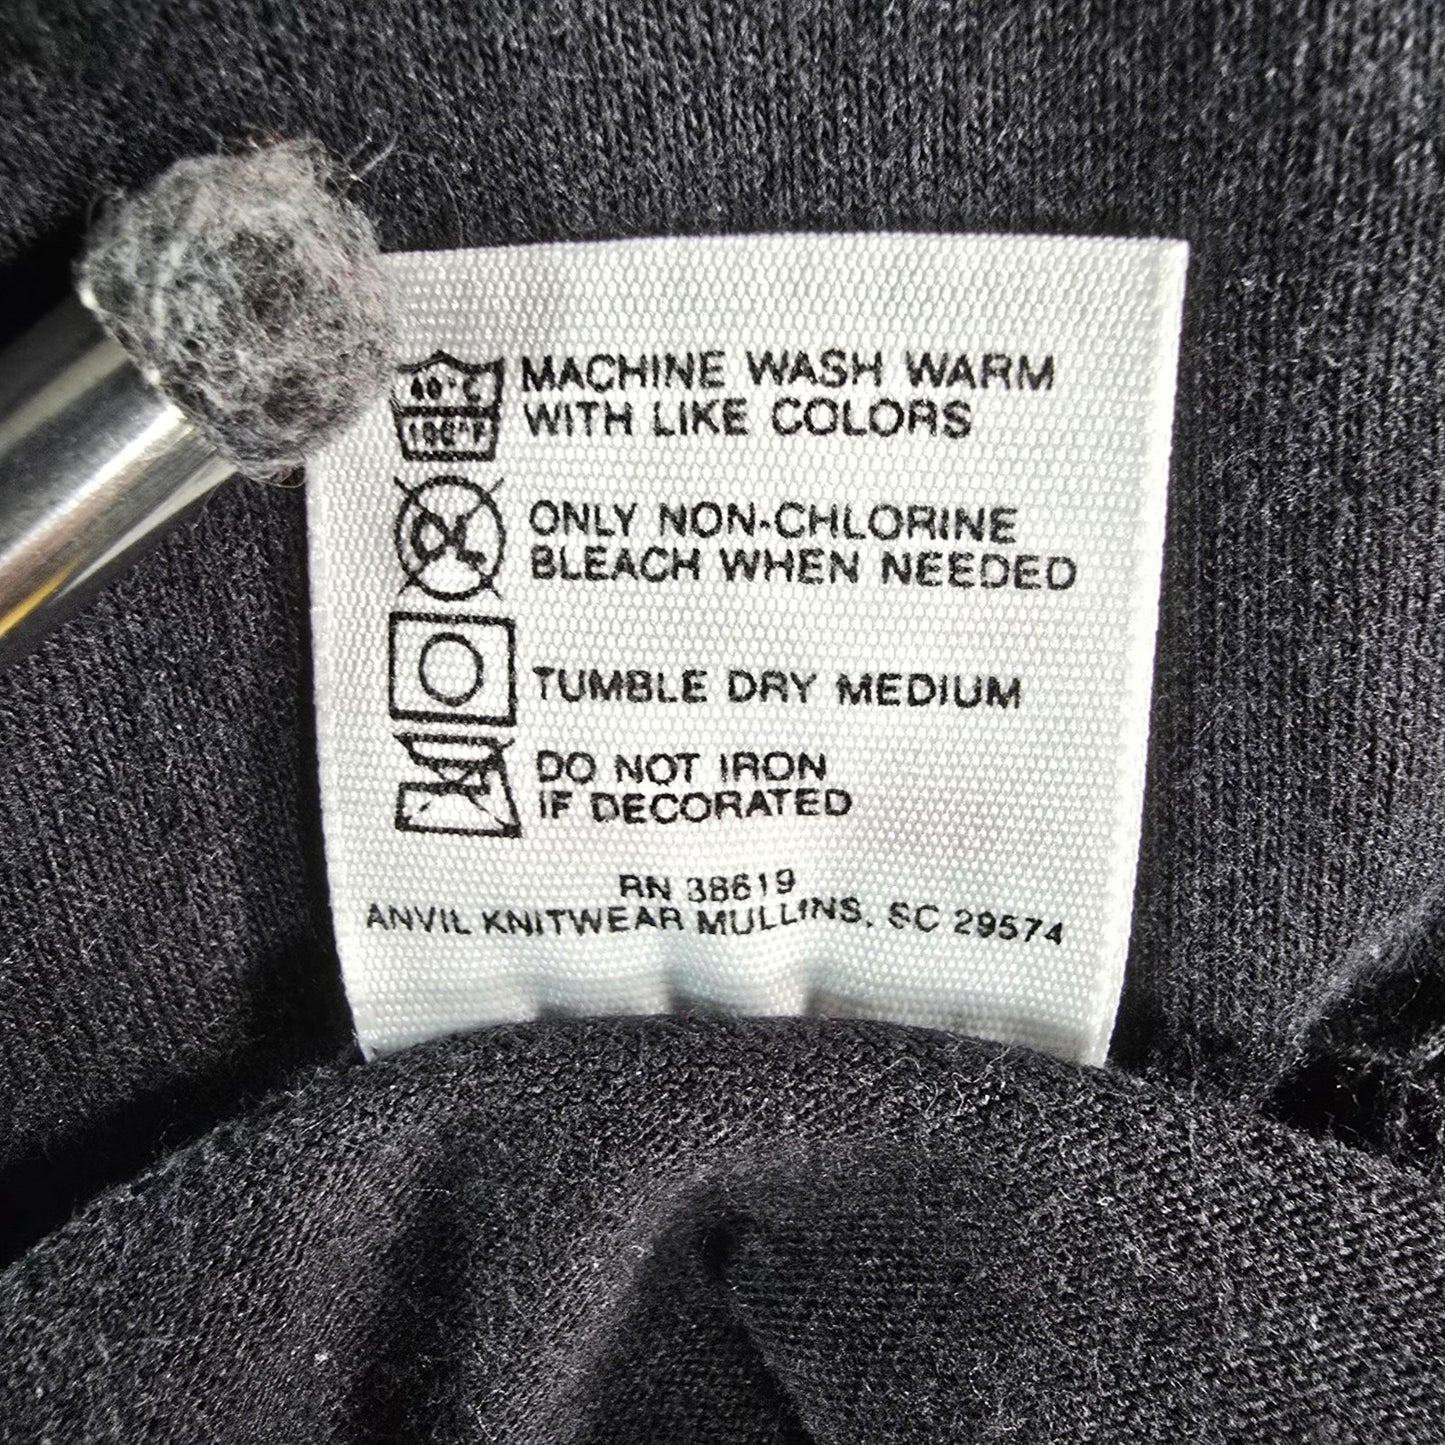 40°C
MACHINE WASH WARM
WITH LIKE COLORS
ONLY NON-CHLORINE
BLEACH WHEN NEEDED
TUMBLE DRY MEDIUM
DO NOT IRON
IF DECORATED
RN 38619
ANVIL KNITWEAR MULLINS, SC 29574